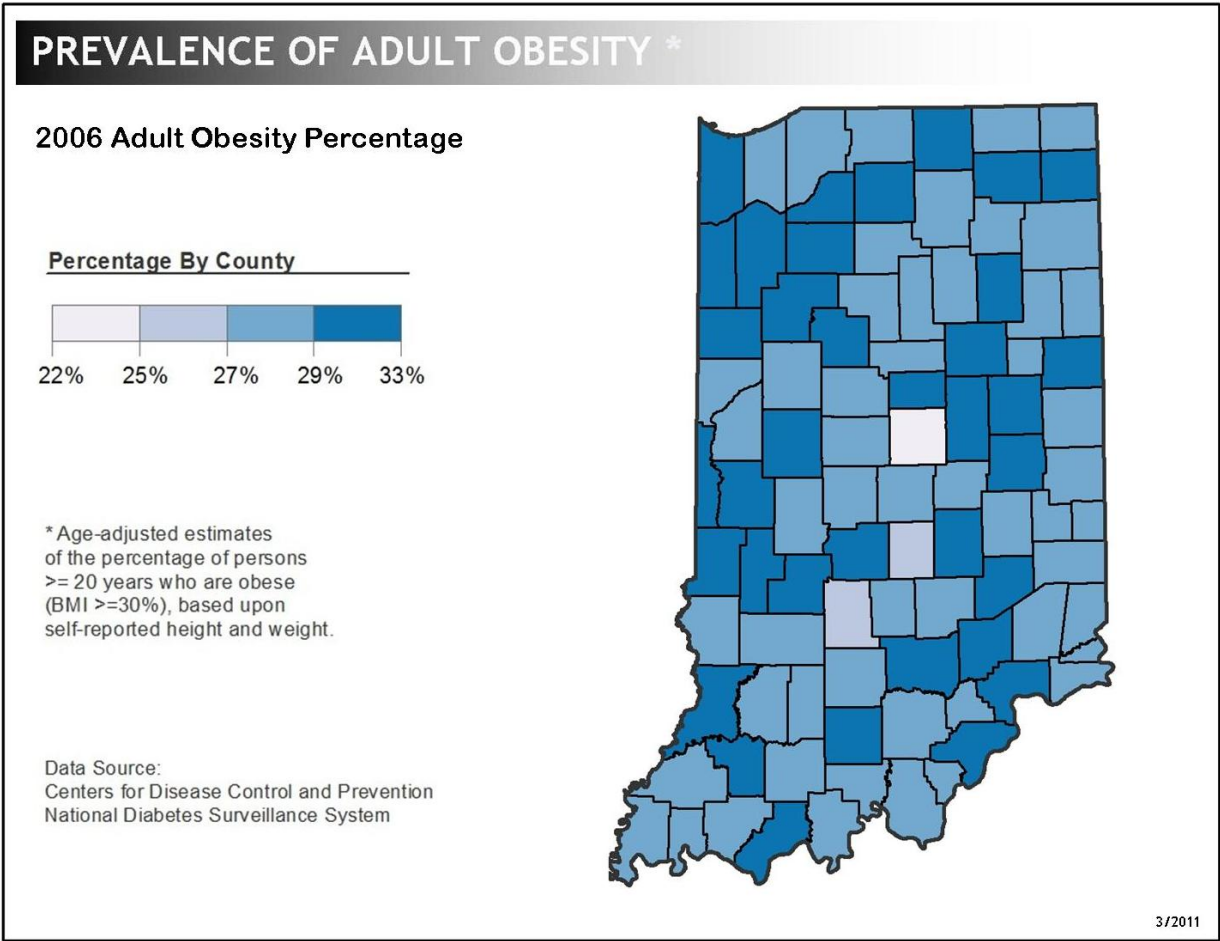 PREVALENCE OF ADULT OBESITY *
2006 Adult Obesity Percentage
Percentage By County
22% 25% 27% 29% 33%
* Age-adjusted estimates
of the percentage of persons
>= 20 years who are obese
(BMI >=30%), based upon
self-reported height and weight.
Data Source:
Centers for Disease Control and Prevention
National Diabetes Surveillance System
3/2011